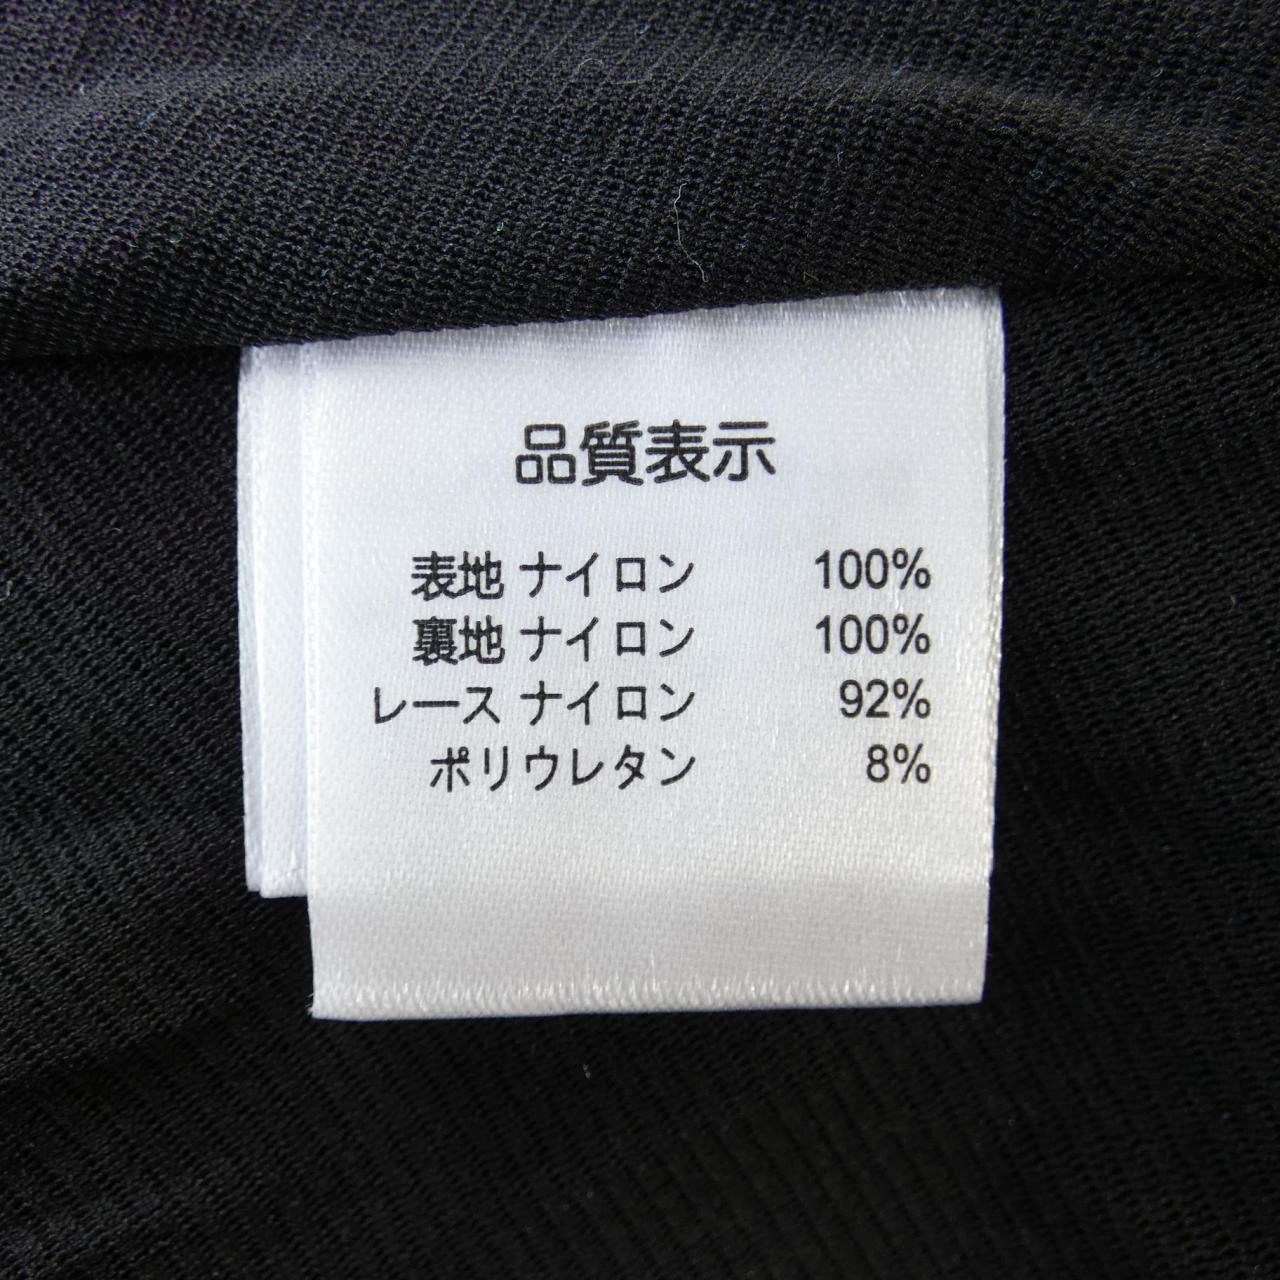 品質表示
表地 ナイロン 100%
裏地 ナイロン 100%
レース ナイロン 92%
ポリウレタン 8%